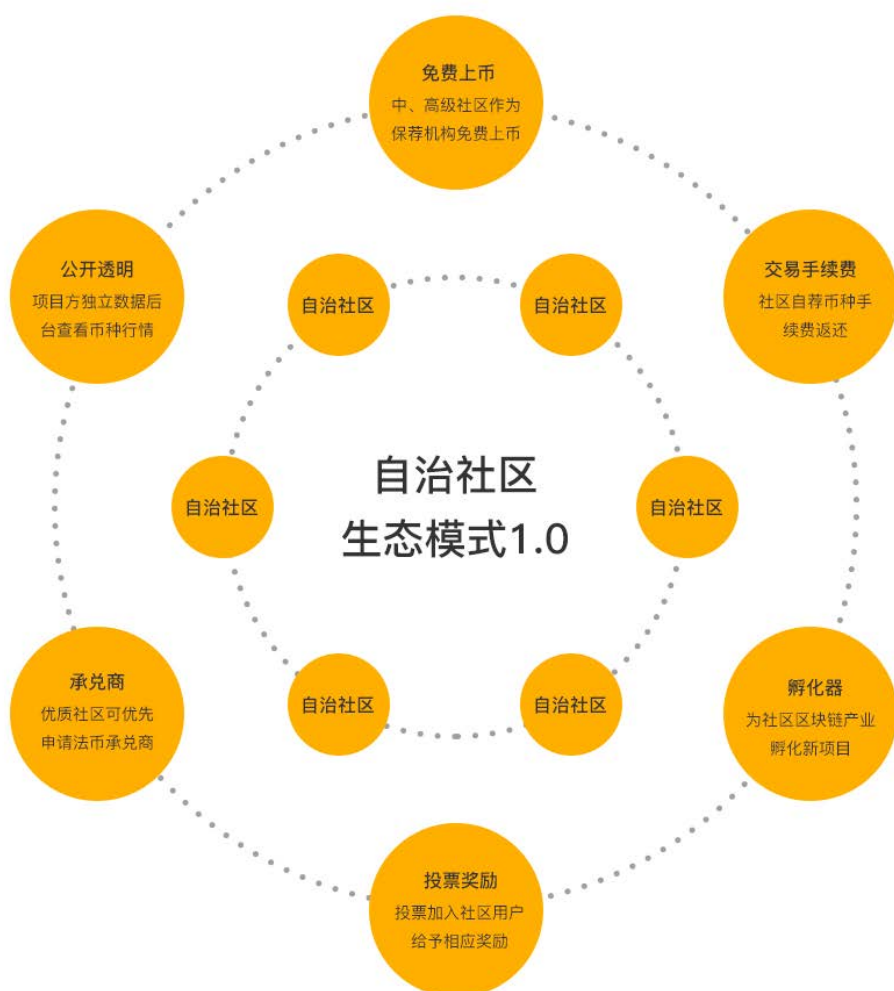 免费上币
中、高级社区作为
保荐机构免费上币
公开透明
项目方独立数据后
台查看币种行情
交易手续费
社区自荐币种手
续费返还
自治社区
自治社区
自治社区
自治社区
生态模式1.0
自治社区
自治社区
自治社区
承兑商
优质社区可优先
申请法币承兑商
孵化器
为社区区块链产业
孵化新项目
投票奖励
投票加入社区用户
给予相应奖励